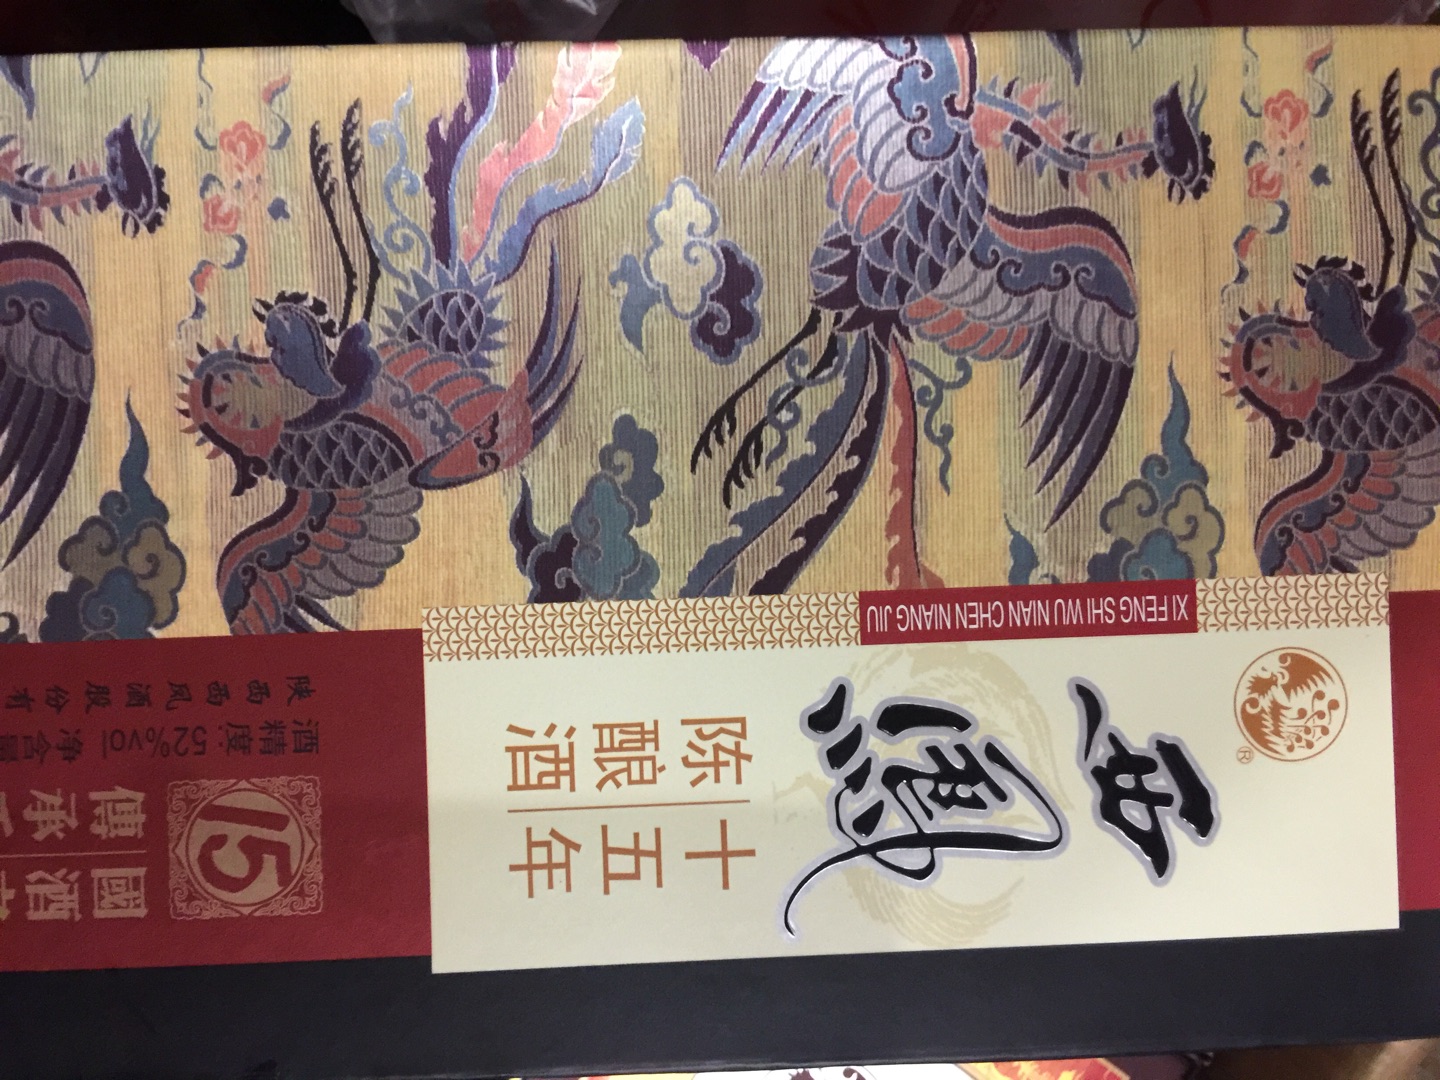 西鳳
®
XI FENG SHI WU NIAN CHEN NIANG JIU
十五年
陈酿酒
15
國酒
傳承
酒精度:52%vol 净含量
陕西西凤酒股份有